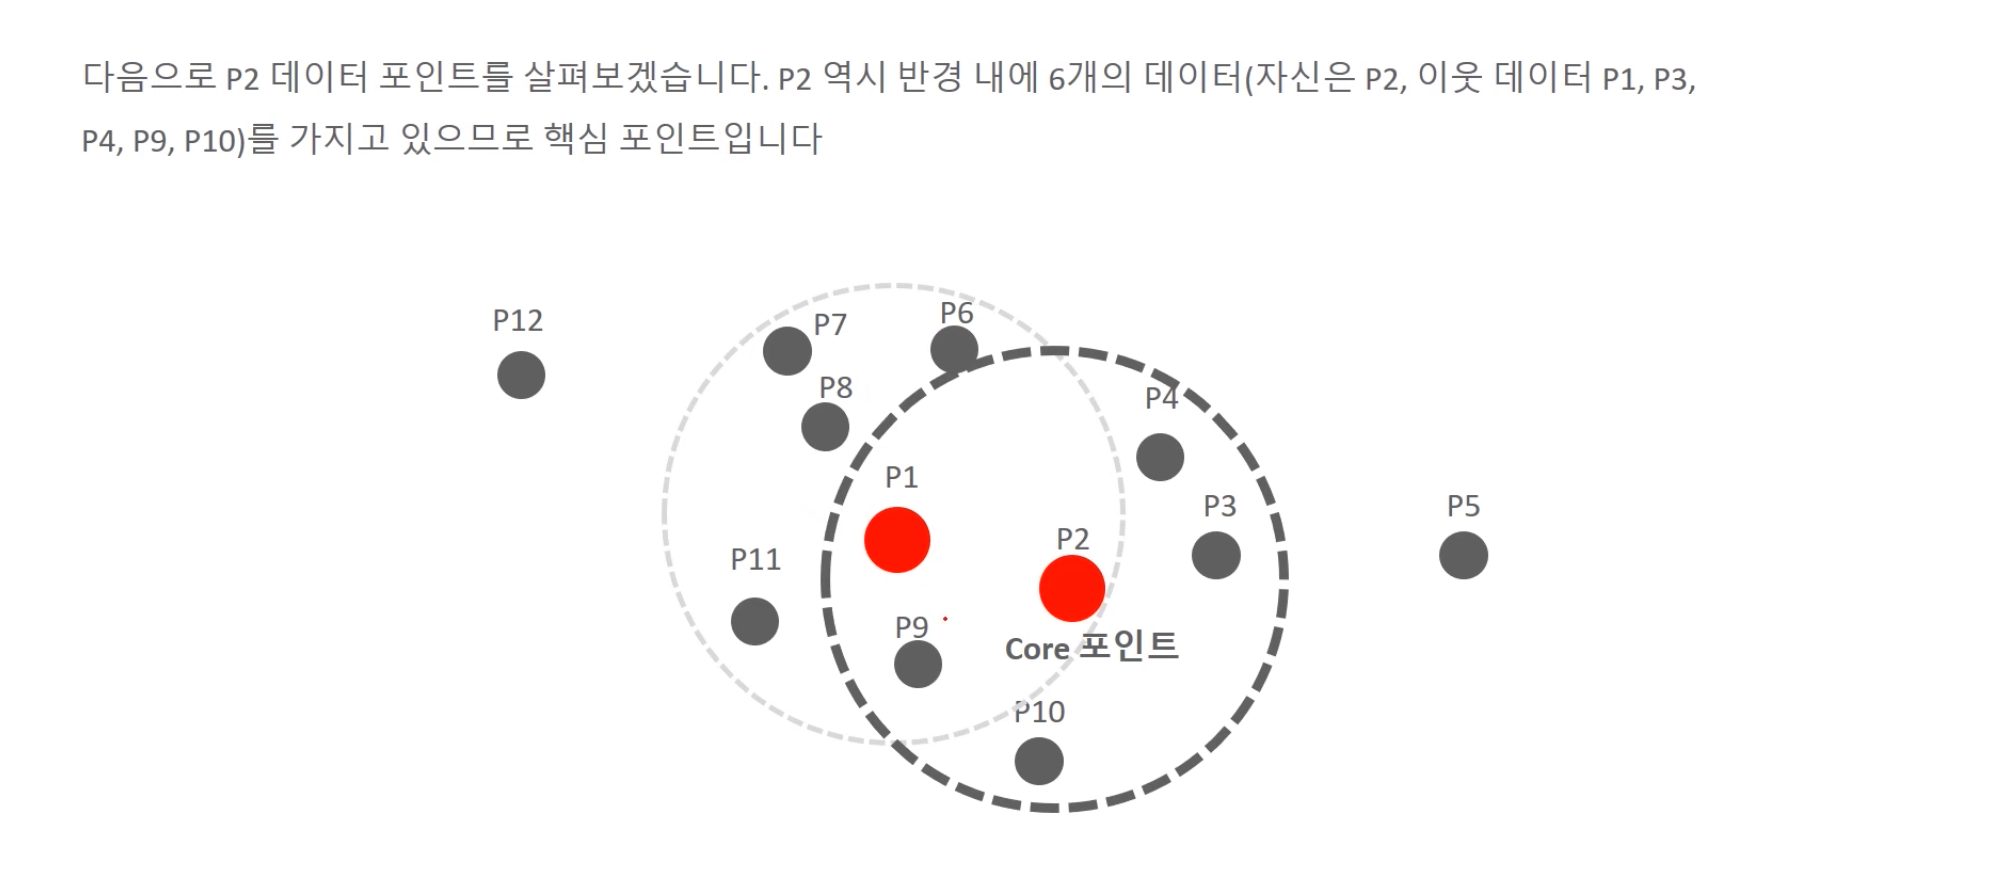 다음으로 P2 데이터 포인트를 살펴보겠습니다. P2 역시 반경 내에 6개의 데이터(자신은 P2, 이웃 데이터 P1, P3,
P4, P9, P10)를 가지고 있으므로 핵심 포인트입니다
P12
P7
P6
P8
P4
P1
P3
P5
P2
P11
P9
Core 포인트
P10